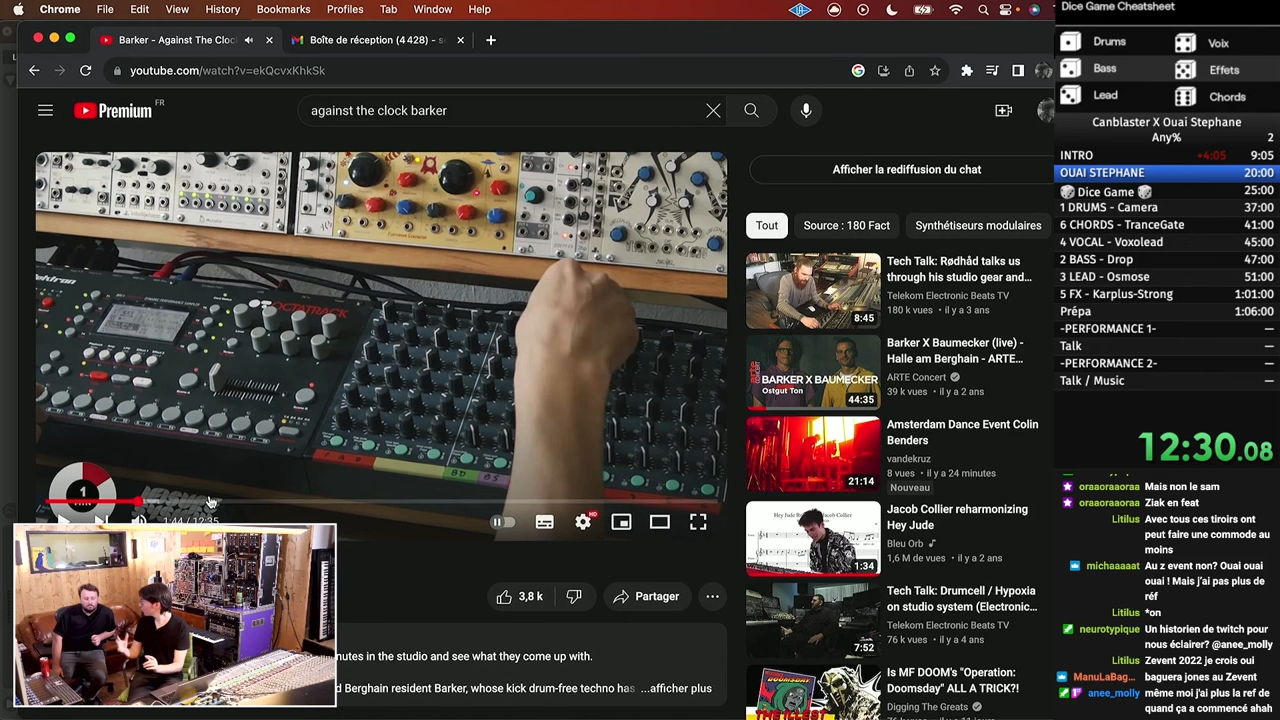 Chrome File Edit View History Bookmarks Profiles Tab Window Help
Barker - Against The Cloc
Boîte de réception (4 428) - s
youtube.com/watch?v=ekQcvxKhkSk
Premium FR
against the clock barker
OCTATRACK
1
1:44 / 12:35
HD
3,8 k
Partager
nutes in the studio and see what they come up with.
d Berghain resident Barker, whose kick drum-free techno has ...afficher plus
Afficher la rediffusion du chat
Tout
Source : 180 Fact
Synthétiseurs modulaires
Tech Talk: Rødhåd talks us
through his studio gear and...
Telekom Electronic Beats TV
180 k vues • il y a 3 ans
8:45
Barker X Baumecker (live) -
Halle am Berghain - ARTE...
ARTE Concert
39 k vues • il y a 2 ans
BARKER X BAUMECKER
Ostgut Ton
44:35
Amsterdam Dance Event Colin
Benders
vandekruz
8 vues • il y a 24 minutes
Nouveau
21:14
Jacob Collier reharmonizing
Hey Jude
Bleu Orb
1,6 M de vues • il y a 2 ans
1:34
Tech Talk: Drumcell / Hypoxia
on studio system (Electronic...
Telekom Electronic Beats TV
76 k vues • il y a 4 ans
7:52
Is MF DOOM's "Operation:
Doomsday" ALL A TRICK?!
Digging The Greats
THE ILLEST
Dice Game Cheatsheet
Drums
Voix
Bass
Effets
Lead
Chords
Canblaster X Ouai Stephane
Any% 2
INTRO +4:05 9:05
OUAI STEPHANE 20:00
🎲 Dice Game 🎲 25:00
1 DRUMS - Camera 37:00
6 CHORDS - TranceGate 41:00
4 VOCAL - Voxolead 45:00
2 BASS - Drop 47:00
3 LEAD - Osmose 51:00
5 FX - Karplus-Strong 1:01:00
Prépa 1:06:00
-PERFORMANCE 1- —
Talk —
-PERFORMANCE 2- —
Talk / Music —
12:30.08
oraoraoraoraa Mais non le sam
oraoraoraoraa Ziak en feat
Litilus Avec tous ces tiroirs ont
peut faire une commode au
moins
michaaaaat Au z event non? Ouai ouai
ouai ! Mais j'ai pas plus de
réf
Litilus *on
neurotypique Un historien de twitch pour
nous éclairer? @anee_molly
Litilus Zevent 2022 je crois oui
ManuLaBag... baguera jones au Zevent
anee_molly même moi j'ai plus la ref de
quand ça a commencé ahah